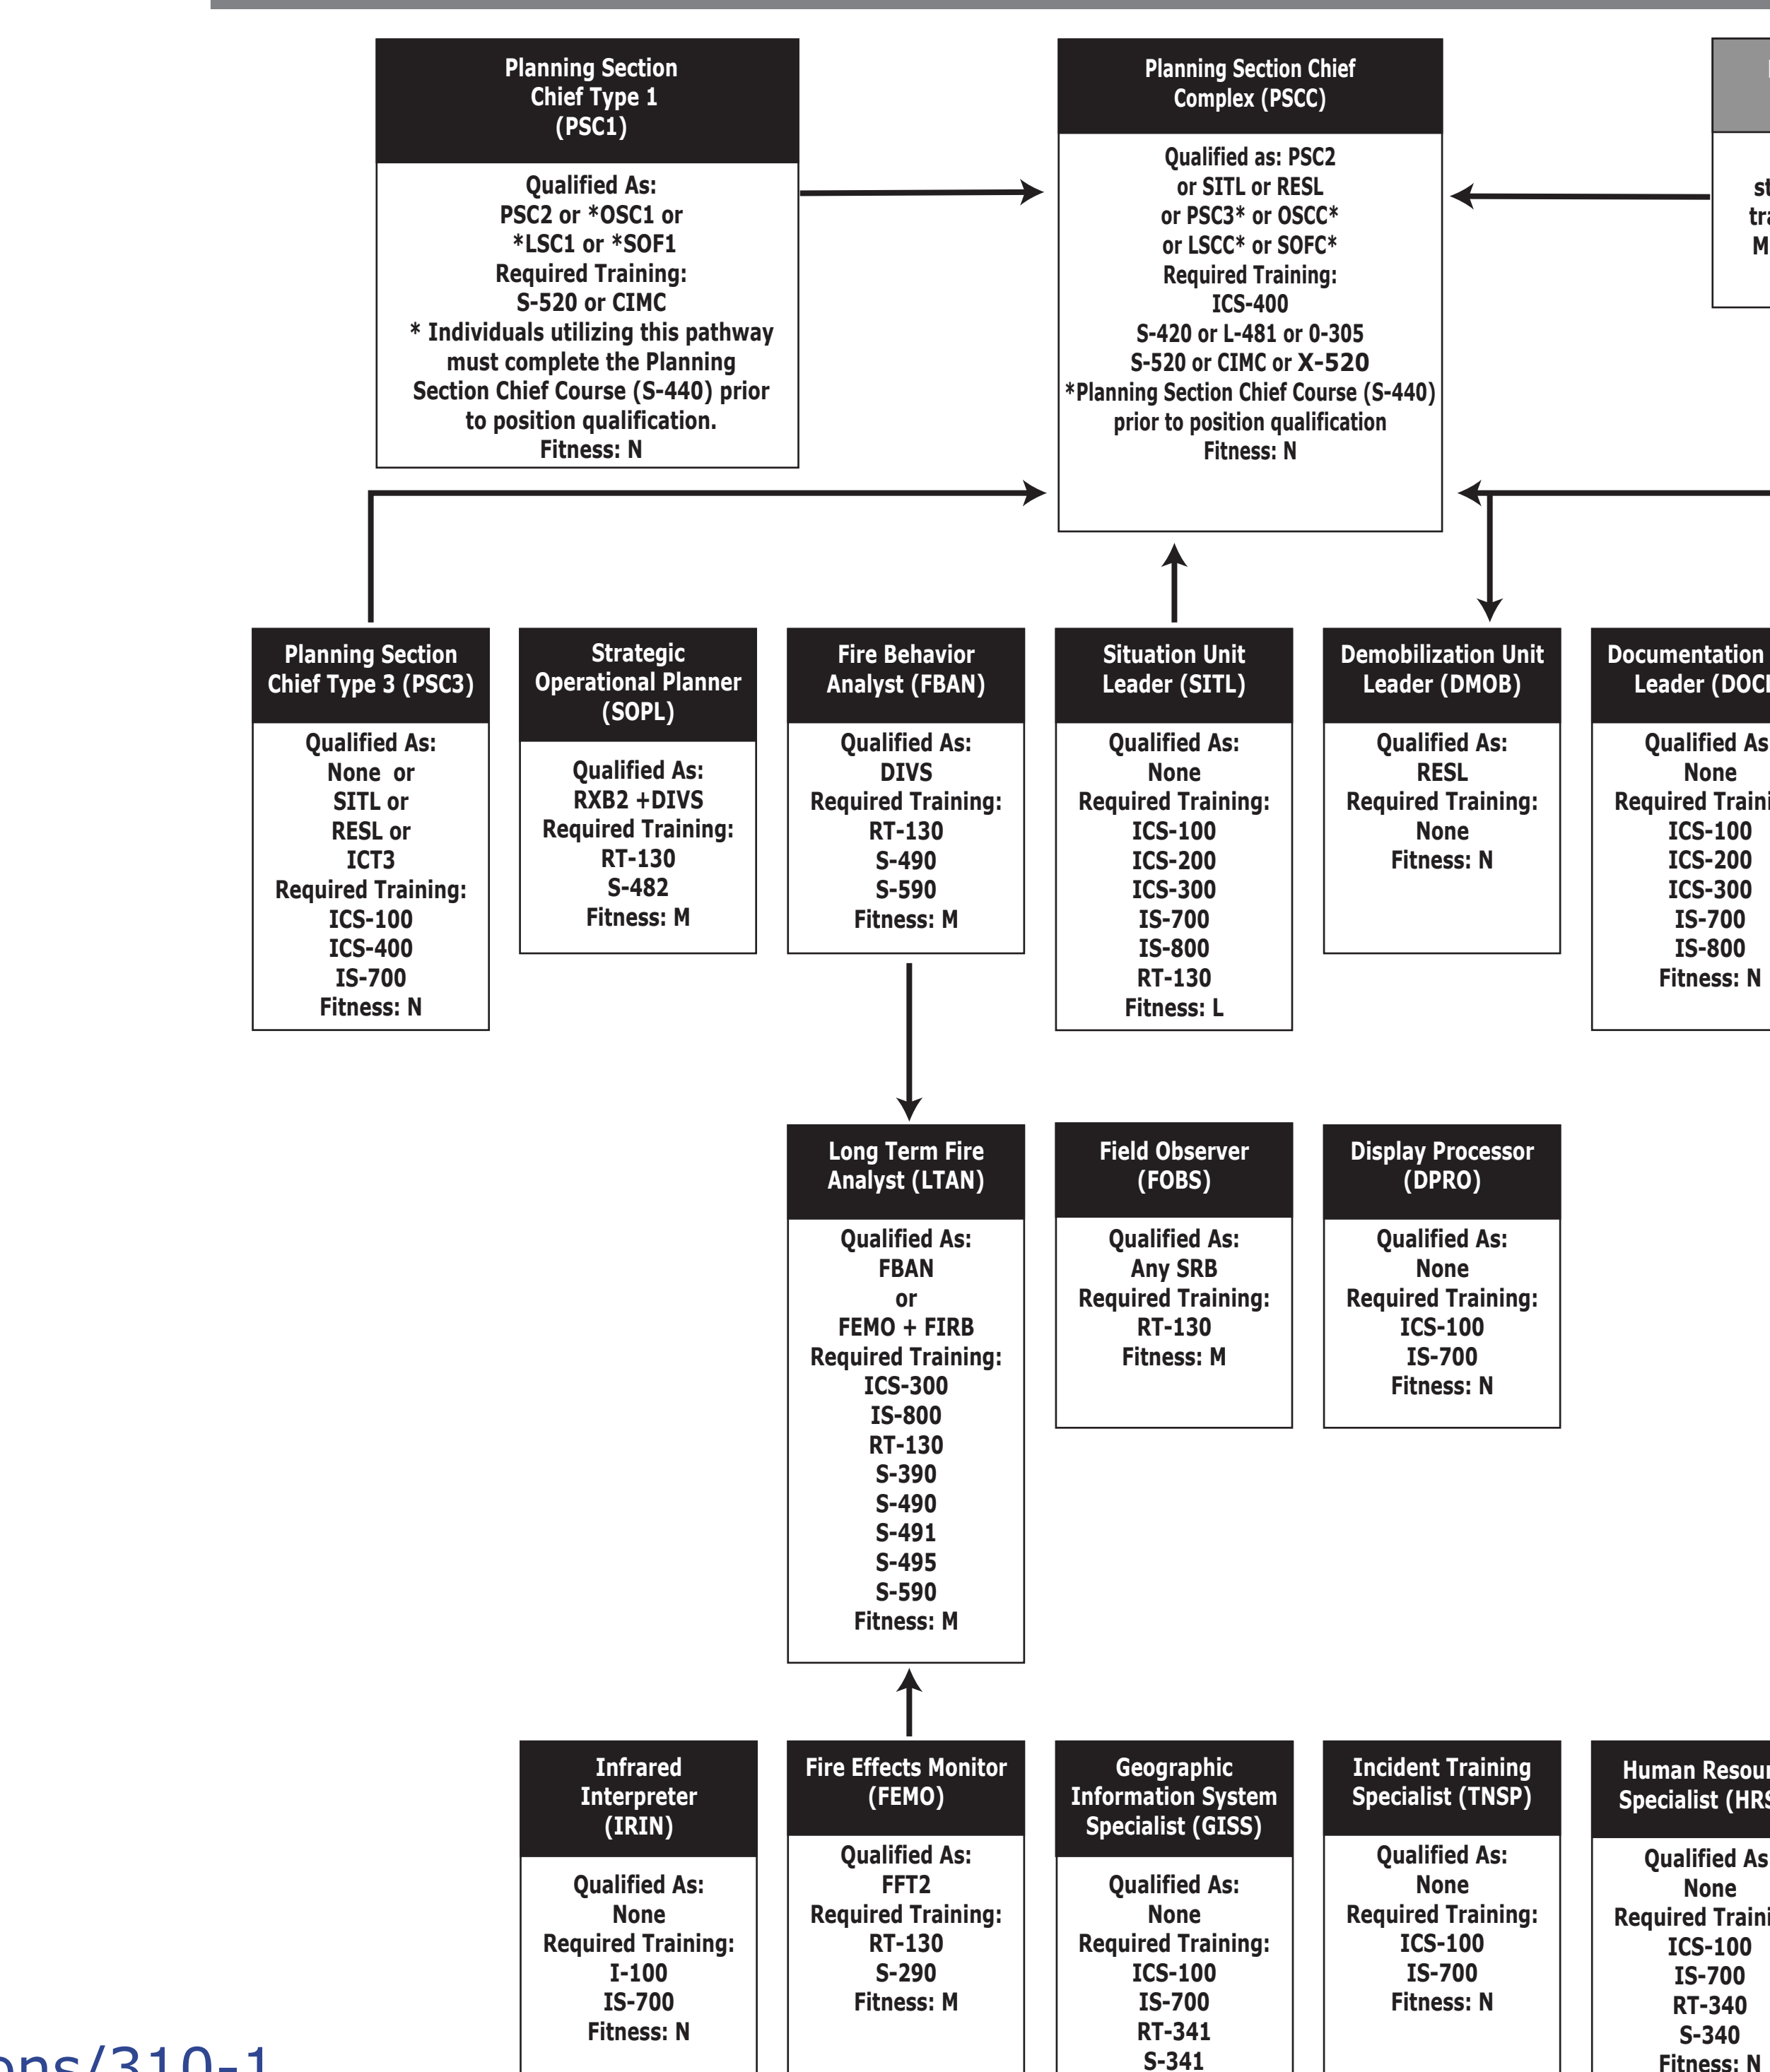 Planning Section
Chief Type 1
(PSC1)
Qualified As:
PSC2 or *OSC1 or
*LSC1 or *SOF1
Required Training:
S-520 or CIMC
* Individuals utilizing this pathway
must complete the Planning
Section Chief Course (S-440) prior
to position qualification.
Fitness: N
Planning Section Chief
Complex (PSCC)
Qualified as: PSC2
or SITL or RESL
or PSC3* or OSCC*
or LSCC* or SOFC*
Required Training:
ICS-400
S-420 or L-481 or 0-305
S-520 or CIMC or X-520
*Planning Section Chief Course (S-440)
prior to position qualification
Fitness: N
Planning Section
Chief Type 3 (PSC3)
Qualified As:
None or
SITL or
RESL or
ICT3
Required Training:
ICS-100
ICS-400
IS-700
Fitness: N
Strategic
Operational Planner
(SOPL)
Qualified As:
RXB2 +DIVS
Required Training:
RT-130
S-482
Fitness: M
Fire Behavior
Analyst (FBAN)
Qualified As:
DIVS
Required Training:
RT-130
S-490
S-590
Fitness: M
Situation Unit
Leader (SITL)
Qualified As:
None
Required Training:
ICS-100
ICS-200
ICS-300
IS-700
IS-800
RT-130
Fitness: L
Demobilization Unit
Leader (DMOB)
Qualified As:
RESL
Required Training:
None
Fitness: N
Documentation
Leader
Qualified As
None
Required
ICS-100
ICS-200
ICS-300
IS-700
IS-800
Fitness: N
Long Term Fire
Analyst (LTAN)
Qualified As:
FBAN
or
FEMO + FIRB
Required Training:
ICS-300
IS-800
RT-130
S-390
S-490
S-491
S-495
S-590
Fitness: M
Field Observer
(FOBS)
Qualified As:
Any SRB
Required Training:
RT-130
Fitness: M
Display Processor
(DPRO)
Qualified As:
None
Required Training:
ICS-100
IS-700
Fitness: N
Infrared
Interpreter
(IRIN)
Qualified As:
None
Required Training:
I-100
IS-700
Fitness: N
Fire Effects Monitor
(FEMO)
Qualified As:
FFT2
Required Training:
RT-130
S-290
Fitness: M
Geographic
Information System
Specialist (GISS)
Qualified As:
None
Required Training:
ICS-100
IS-700
RT-341
S-341
Incident Training
Specialist (TNSP)
Qualified As:
None
Required Training:
ICS-100
IS-700
Fitness: N
Human
Specialist
Qualified As
None
Required
ICS-100
IS-700
RT-340
S-340
Fitness: N
ons/310-1